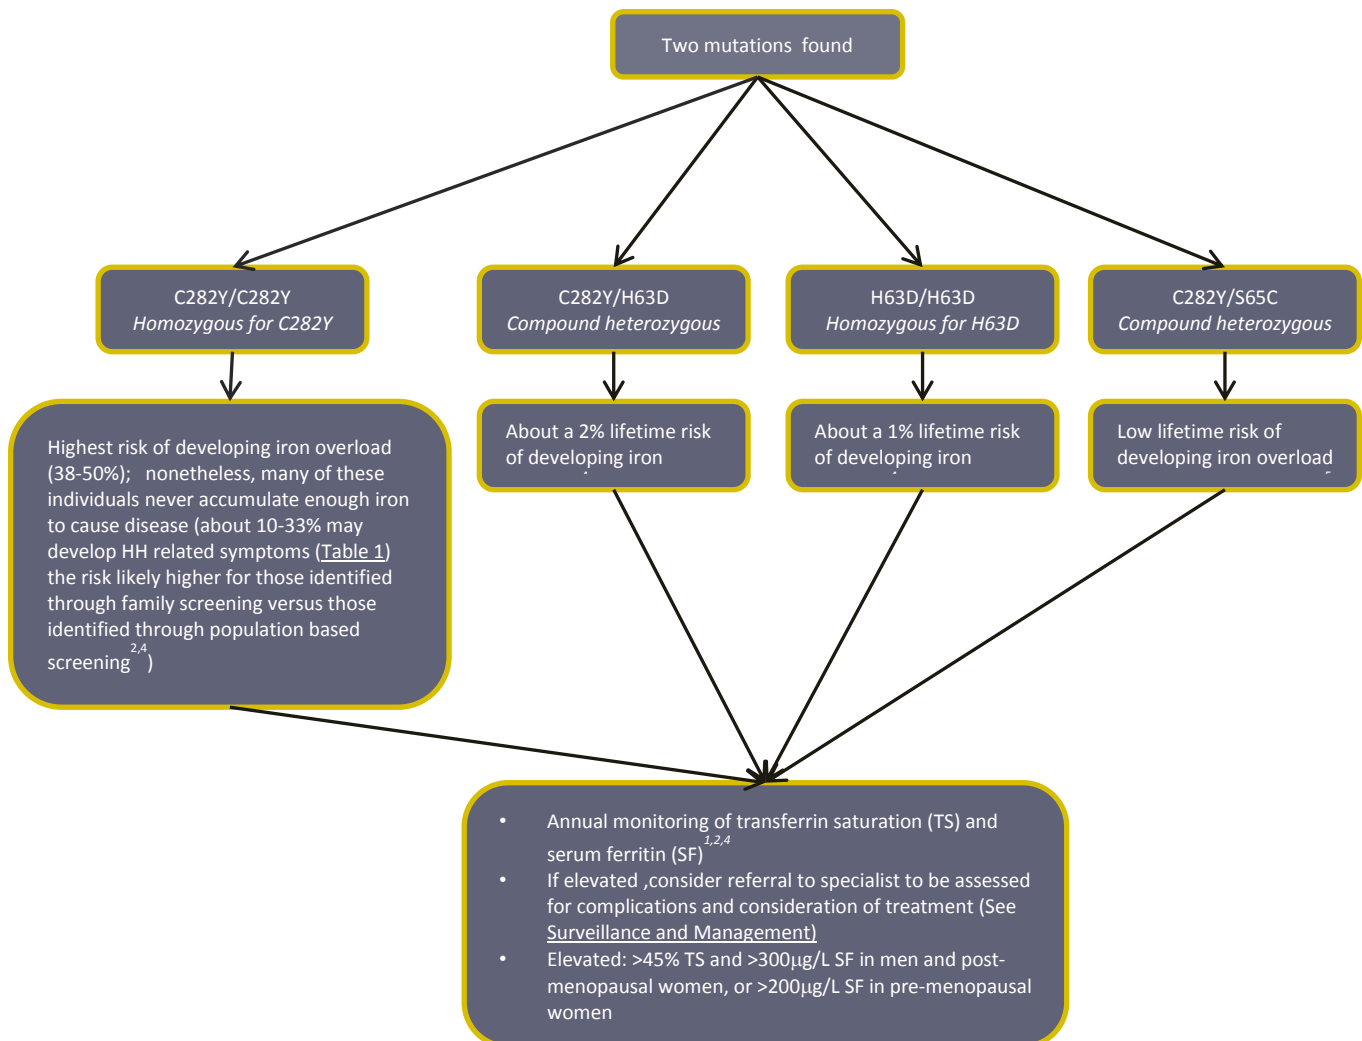 Two mutations found
C282Y/C282Y
Homozygous for C282Y
C282Y/H63D
Compound heterozygous
H63D/H63D
Homozygous for H63D
C282Y/S65C
Compound heterozygous
Highest risk of developing iron overload
(38-50%); nonetheless, many of these
individuals never accumulate enough iron
to cause disease (about 10-33% may
develop HH related symptoms (Table 1)
the risk likely higher for those identified
through family screening versus those
identified through population based
screening2,4)
About a 2% lifetime risk
of developing iron
About a 1% lifetime risk
of developing iron
Low lifetime risk of
developing iron overload
• Annual monitoring of transferrin saturation (TS) and
serum ferritin (SF)1,2,4
• If elevated ,consider referral to specialist to be assessed
for complications and consideration of treatment (See
Surveillance and Management)
• Elevated: >45% TS and >300µg/L SF in men and post-
menopausal women, or >200µg/L SF in pre-menopausal
women